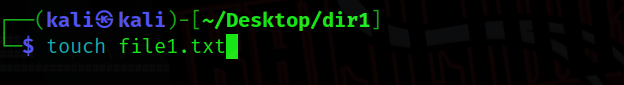 ┌──(kali㉿kali)-[~/Desktop/dir1]
└─$ touch file1.txt